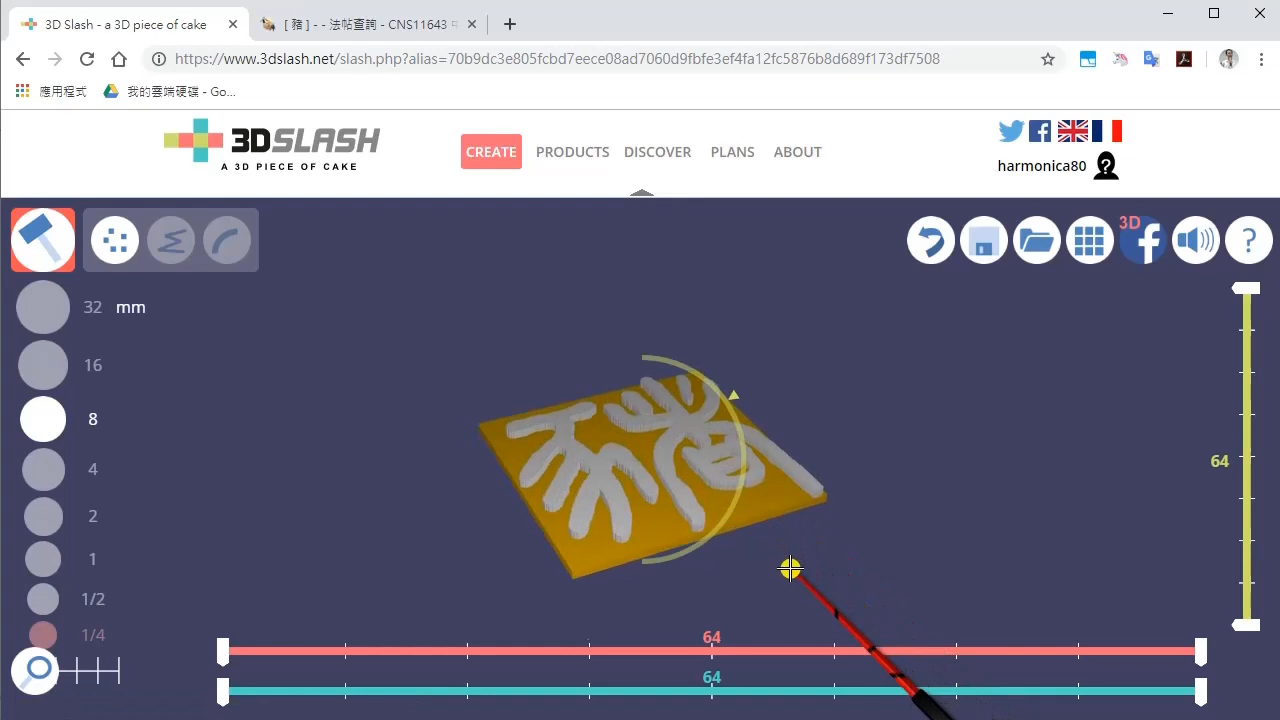 3D Slash - a 3D piece of cake
[ 豬 ] - - 法帖查詢 - CNS11643 
https://www.3dslash.net/slash.php?alias=70b9dc3e805fcbd7eece08ad7060d9fbfe3ef4fa12fc5876b8d689f173df7508
應用程式 我的雲端硬碟 - Go...
3DSLASH
A 3D PIECE OF CAKE
CREATE PRODUCTS DISCOVER PLANS ABOUT
harmonica80
3D
32 mm
16
8
4
2
1
1/2
1/4
豬
64
64
64